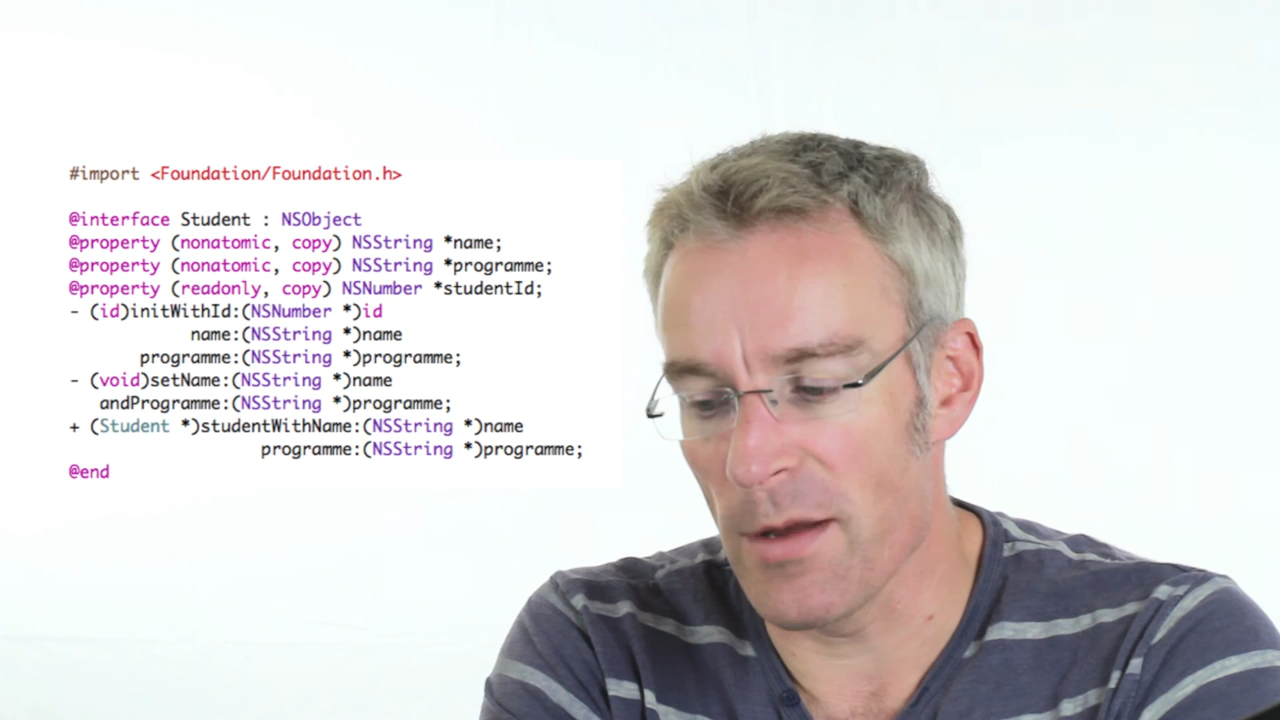 #import <Foundation/Foundation.h>
@interface Student : NSObject
@property (nonatomic, copy) NSString *name;
@property (nonatomic, copy) NSString *programme;
@property (readonly, copy) NSNumber *studentId;
- (id)initWithId:(NSNumber *)id
name:(NSString *)name
programme:(NSString *)programme;
- (void)setName:(NSString *)name
andProgramme:(NSString *)programme;
+ (Student *)studentWithName:(NSString *)name
programme:(NSString *)programme;
@end